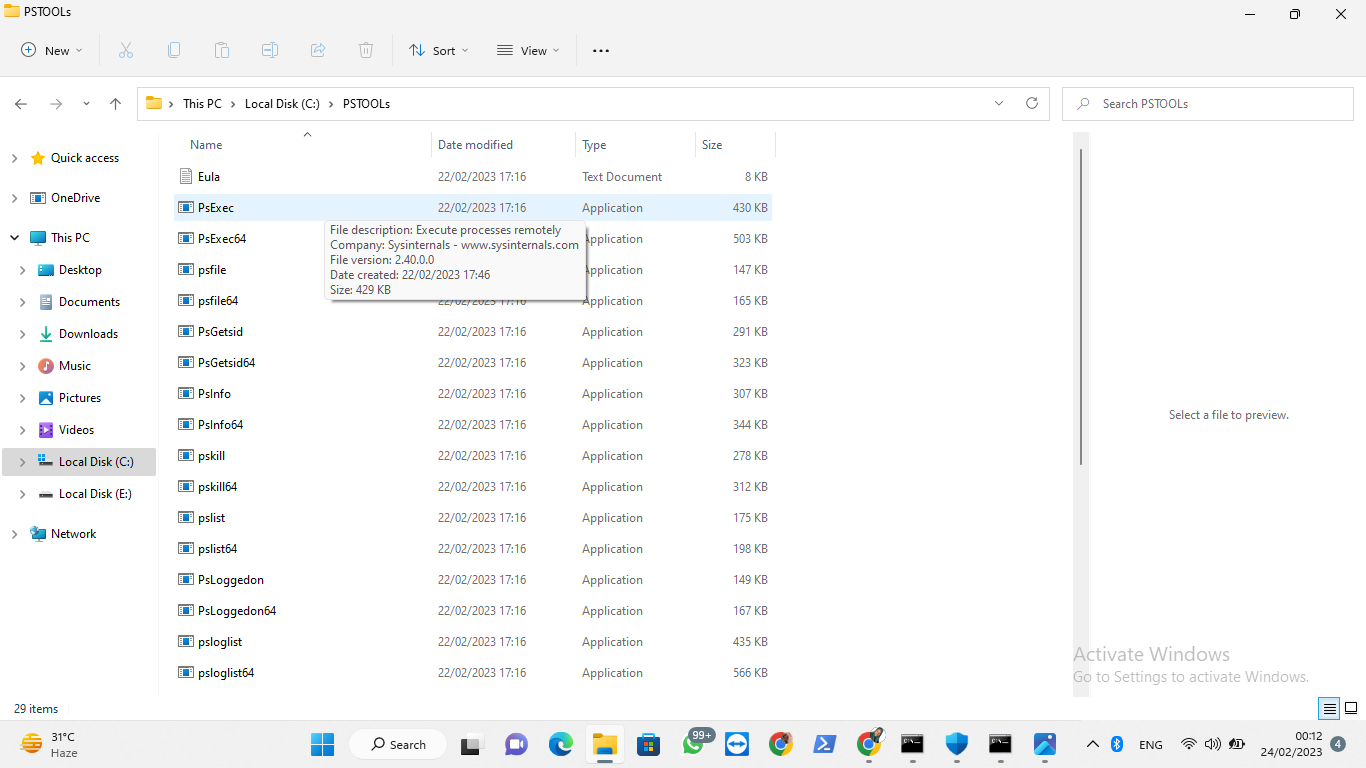 PSTOOLs
New
Sort
View
This PC
Local Disk (C:)
PSTOOLs
Search PSTOOLs
Name Date modified Type Size
Quick access
OneDrive
This PC
Desktop
Documents
Downloads
Music
Pictures
Videos
Local Disk (C:)
Local Disk (E:)
Network
Eula 22/02/2023 17:16 Text Document 8 KB
PsExec 22/02/2023 17:16 Application 430 KB
PsExec64 Application 503 KB
File description: Execute processes remotely
Company: Sysinternals - www.sysinternals.com
File version: 2.40.0.0
Date created: 22/02/2023 17:46
Size: 429 KB
psfile Application 147 KB
psfile64 22/02/2023 17:16 Application 165 KB
PsGetsid 22/02/2023 17:16 Application 291 KB
PsGetsid64 22/02/2023 17:16 Application 323 KB
PsInfo 22/02/2023 17:16 Application 307 KB
PsInfo64 22/02/2023 17:16 Application 344 KB
pskill 22/02/2023 17:16 Application 278 KB
pskill64 22/02/2023 17:16 Application 312 KB
pslist 22/02/2023 17:16 Application 175 KB
pslist64 22/02/2023 17:16 Application 198 KB
PsLoggedon 22/02/2023 17:16 Application 149 KB
PsLoggedon64 22/02/2023 17:16 Application 167 KB
psloglist 22/02/2023 17:16 Application 435 KB
psloglist64 22/02/2023 17:16 Application 566 KB
Select a file to preview.
Activate Windows
Go to Settings to activate Windows.
29 items
31°C
Haze
Search
99+
ENG
00:12
24/02/2023
4